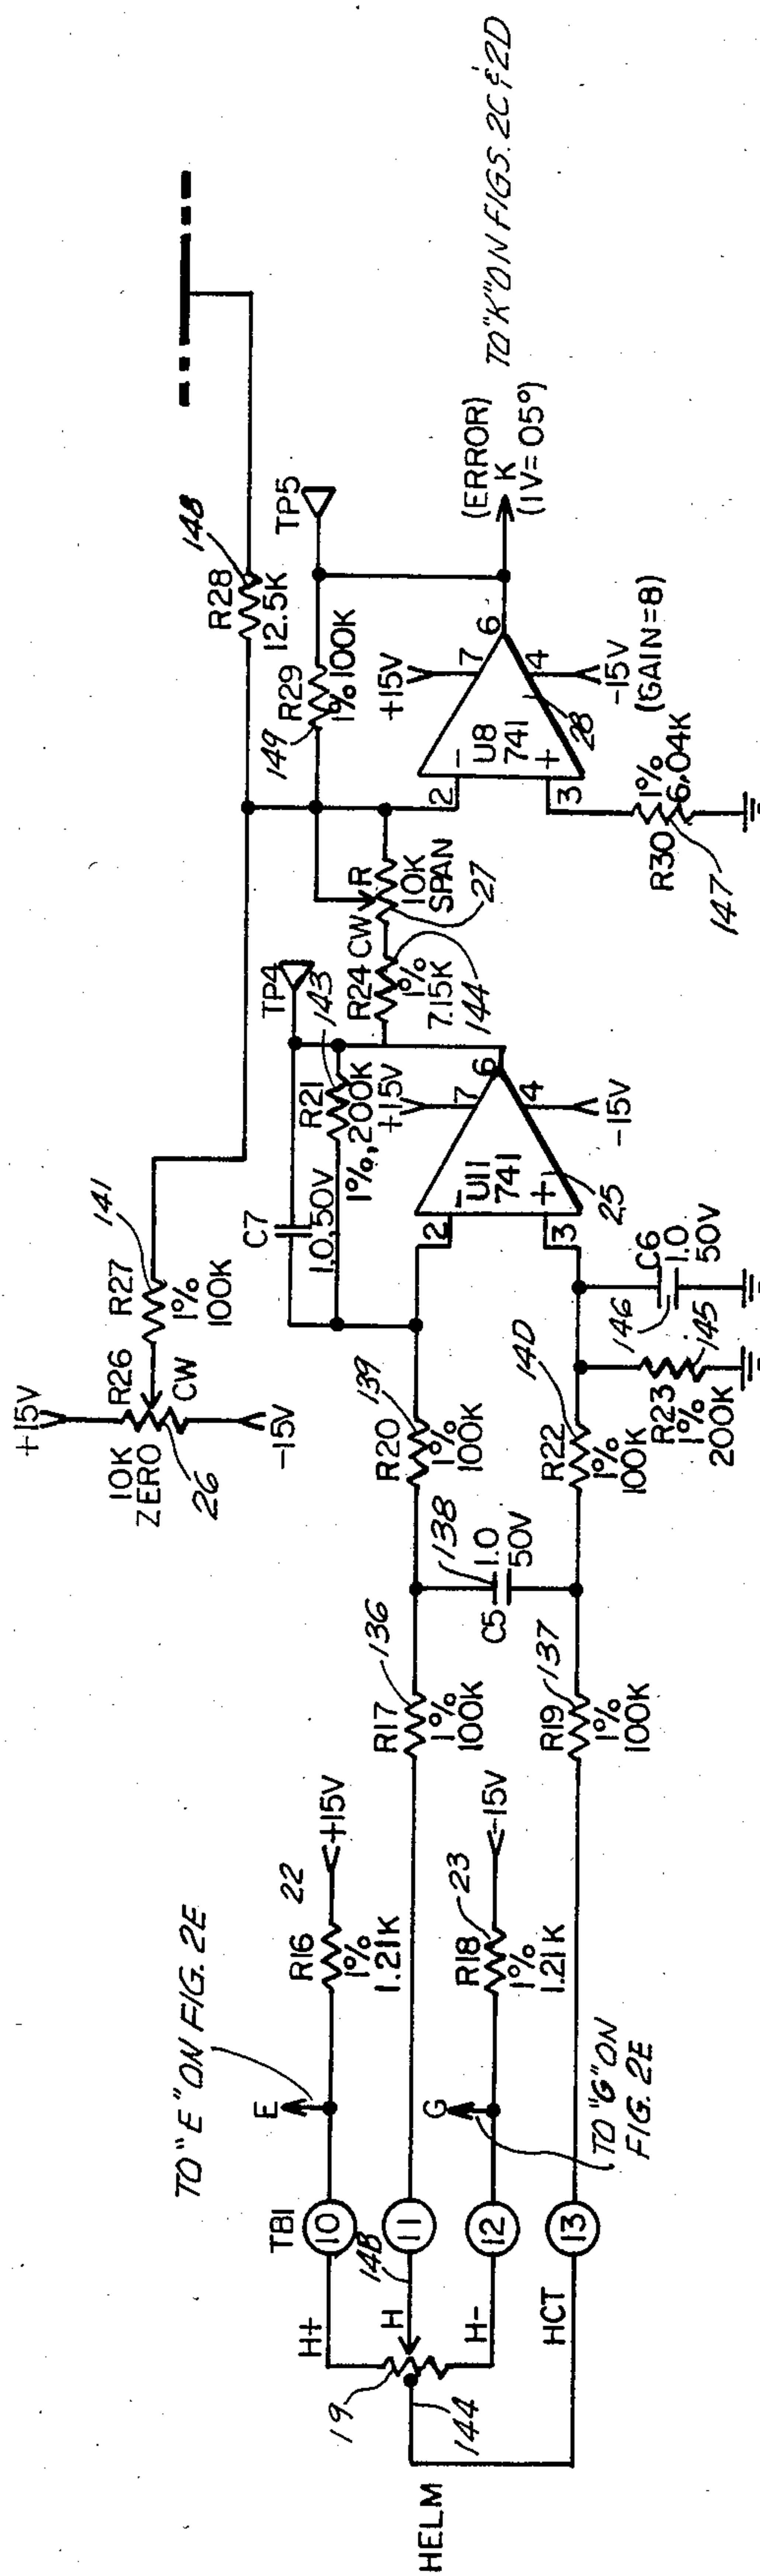 HELM
19
144
H+
H
14B
H-
HCT
TB1
10
11
12
13
TO "E" ON FIG. 2E
E
R16
1%
1.21K
22
+15V
G
TO "G" ON
FIG. 2E
R18
1%
1.21K
23
-15V
R17
1%
100K
136
R19
1%
100K
137
C5
1.0
50V
138
R20
1%
100K
139
R22
1%
100K
140
R23
1%
200K
145
C6
1.0
50V
146
+15V
10K
ZERO
R26
CW
26
-15V
R27
1%
100K
141
C7
1.0, 50V
R21
1%, 200K
143
TP4
2
-
U11
741
+
3
+15V
7
6
4
-15V
25
R24
1%
7.15K
144
CW
R
10K
SPAN
27
R28
12.5K
148
R29
1% 100K
149
TP5
2
-
U8
741
+
3
+15V
7
6
4
-15V
28
(GAIN=8)
R30
1%
6.04K
147
(ERROR)
K
(1V=05°)
TO "K" ON FIGS. 2C & 2D